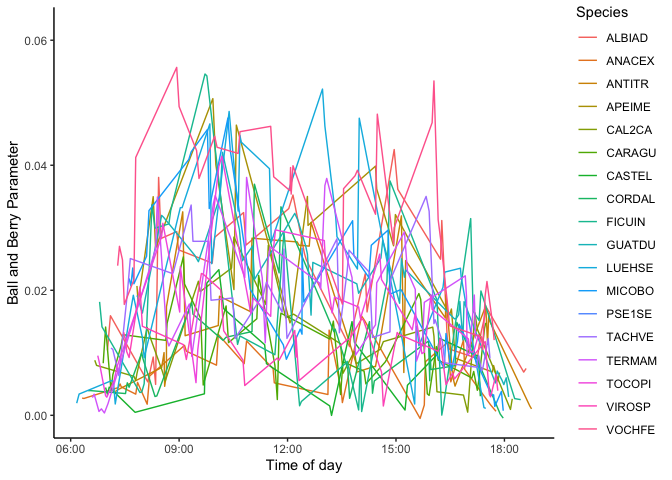 Species
ALBIAD
ANACEX
ANTITR
APEIME
CAL2CA
CARAGU
CASTEL
CORDAL
FICUIN
GUATDU
LUEHSE
MICOBO
PSE1SE
TACHVE
TERMAM
TOCOPI
VIROSP
VOCHFE
Ball and Berry Parameter
0.06
0.04
0.02
0.00
06:00 09:00 12:00 15:00 18:00
Time of day